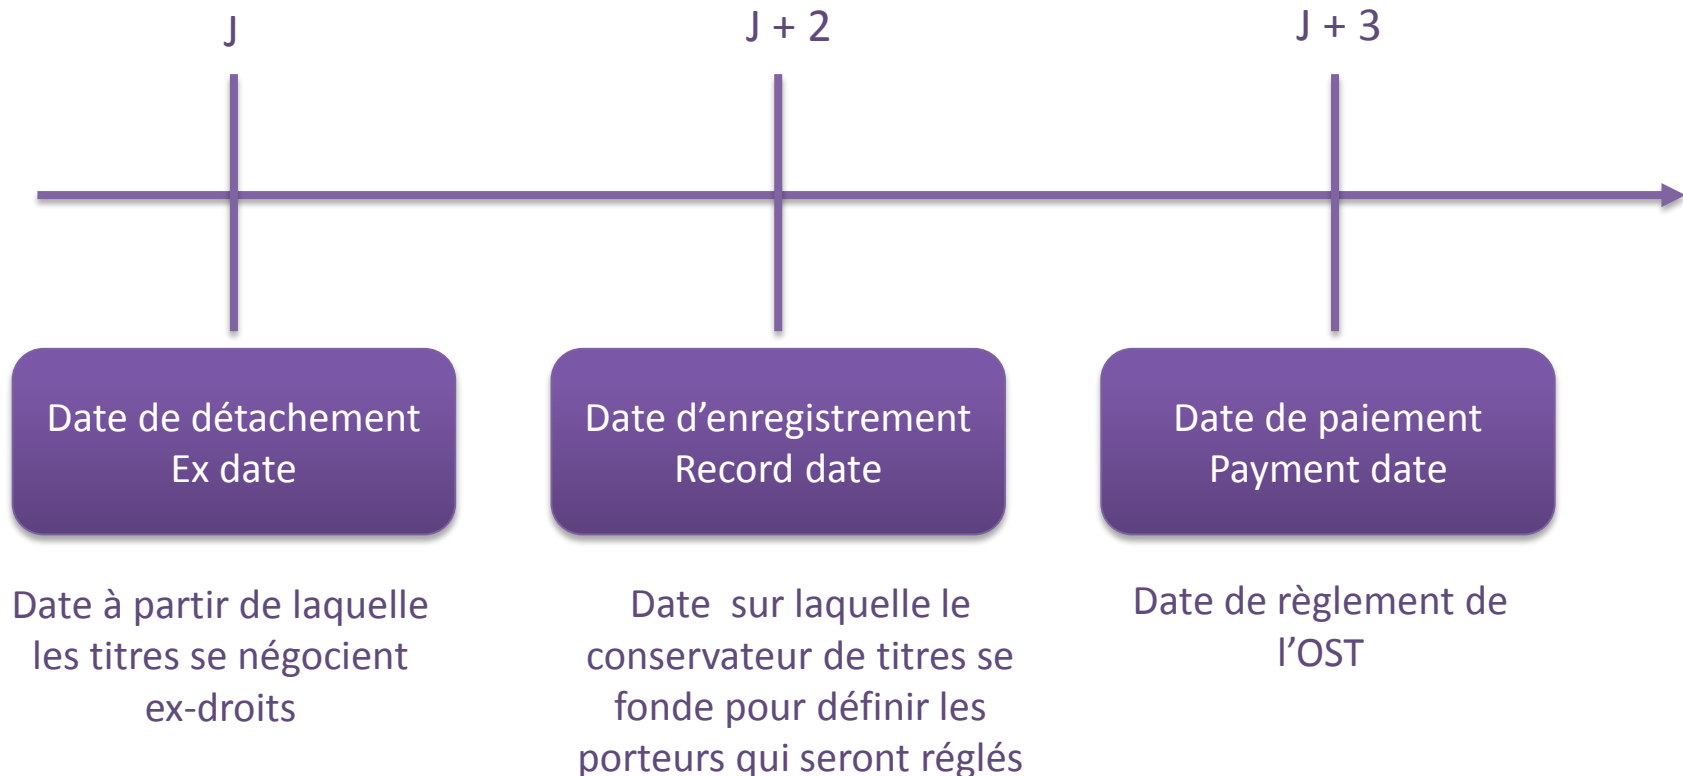 J
J + 2
J + 3
Date de détachement
Ex date
Date d’enregistrement
Record date
Date de paiement
Payment date
Date à partir de laquelle
les titres se négocient
ex-droits
Date  sur laquelle le
conservateur de titres se
fonde pour définir les
porteurs qui seront réglés
Date de règlement de
l’OST